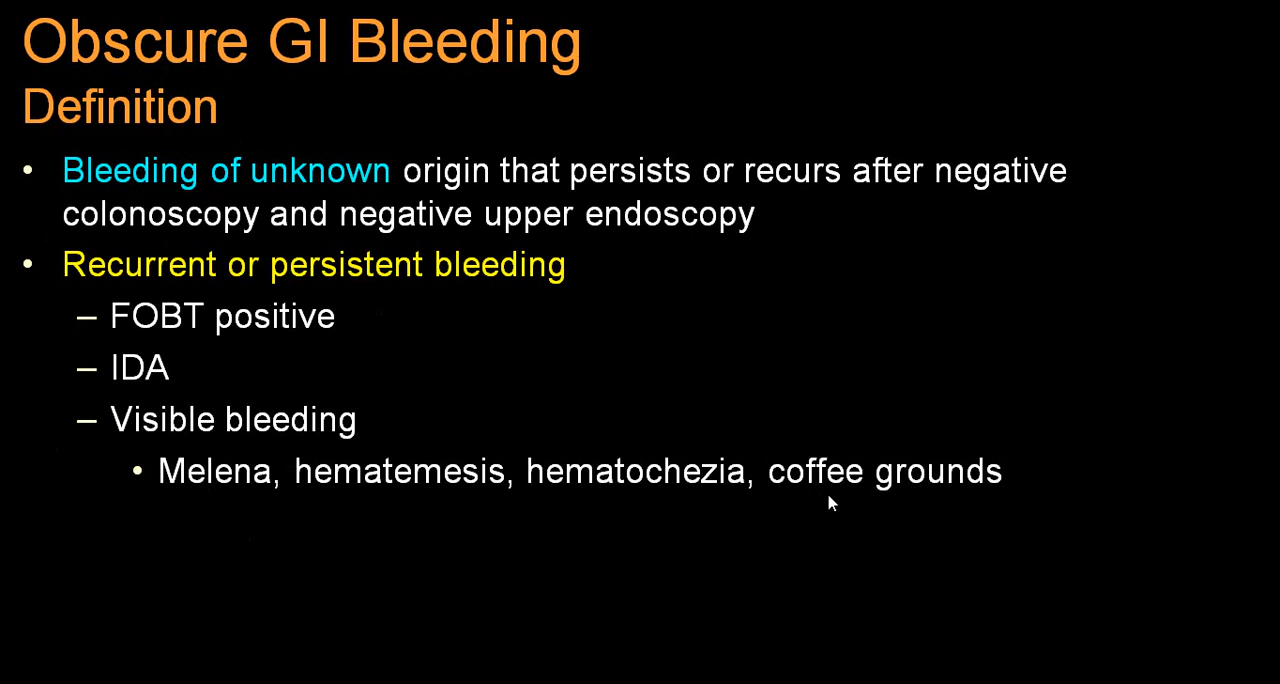 Obscure GI Bleeding
Definition
• Bleeding of unknown origin that persists or recurs after negative
colonoscopy and negative upper endoscopy
• Recurrent or persistent bleeding
– FOBT positive
– IDA
– Visible bleeding
• Melena, hematemesis, hematochezia, coffee grounds